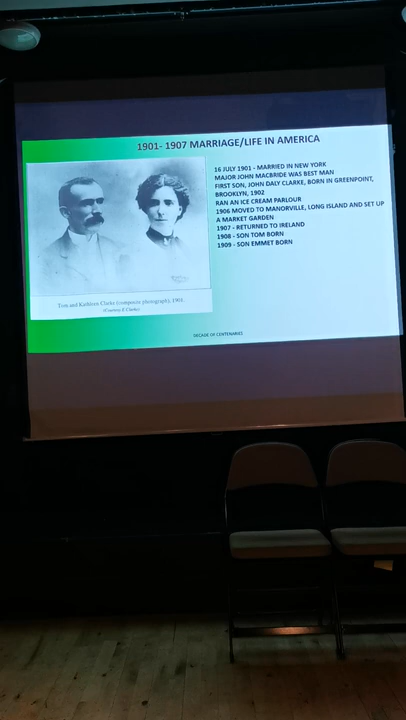 1901- 1907 MARRIAGE/LIFE IN AMERICA
16 JULY 1901 - MARRIED IN NEW YORK
MAJOR JOHN MACBRIDE WAS BEST MAN
FIRST SON, JOHN DALY CLARKE, BORN IN GREENPOINT,
BROOKLYN, 1902
RAN AN ICE CREAM PARLOUR
1906 MOVED TO MANORVILLE, LONG ISLAND AND SET UP
A MARKET GARDEN
1907 - RETURNED TO IRELAND
1908 - SON TOM BORN
1909 - SON EMMET BORN
Tom and Kathleen Clarke (composite photograph), 1901.
(Courtesy E Clarke)
DECADE OF CENTENARIES